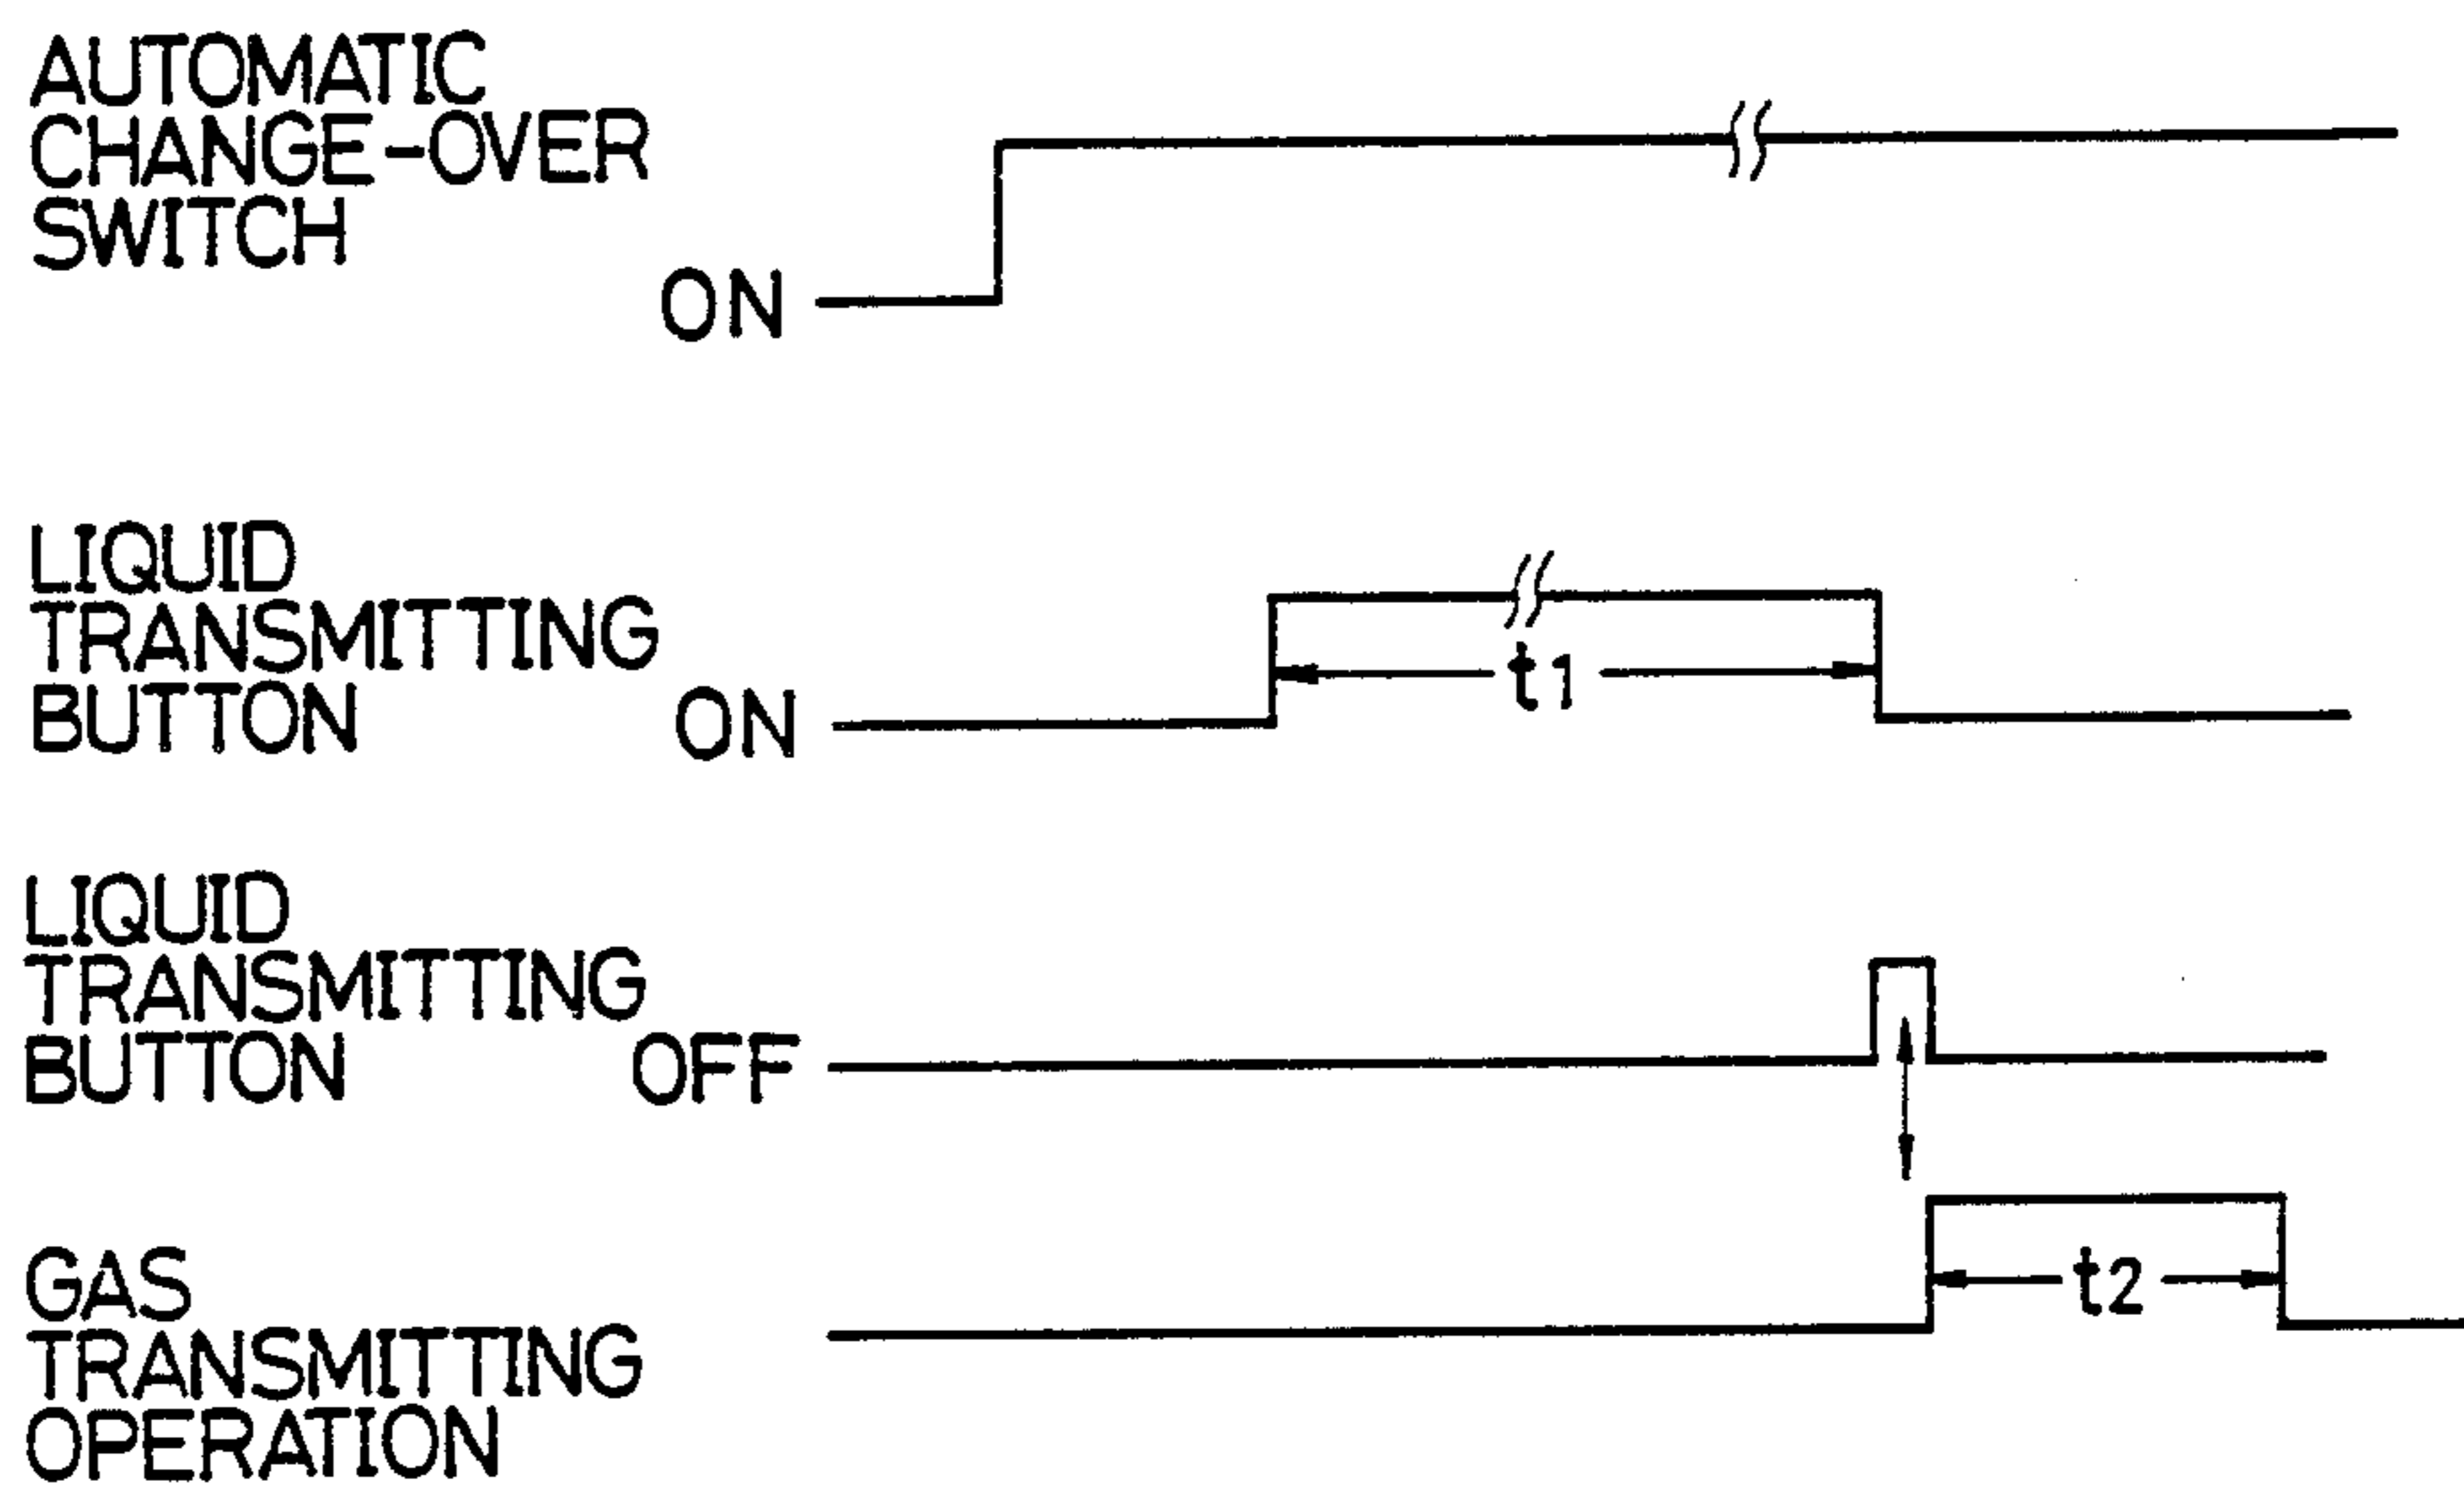 AUTOMATIC
CHANGE-OVER
SWITCH
ON
LIQUID
TRANSMITTING
BUTTON ON
t1
LIQUID
TRANSMITTING
BUTTON OFF
GAS
TRANSMITTING
OPERATION
t2